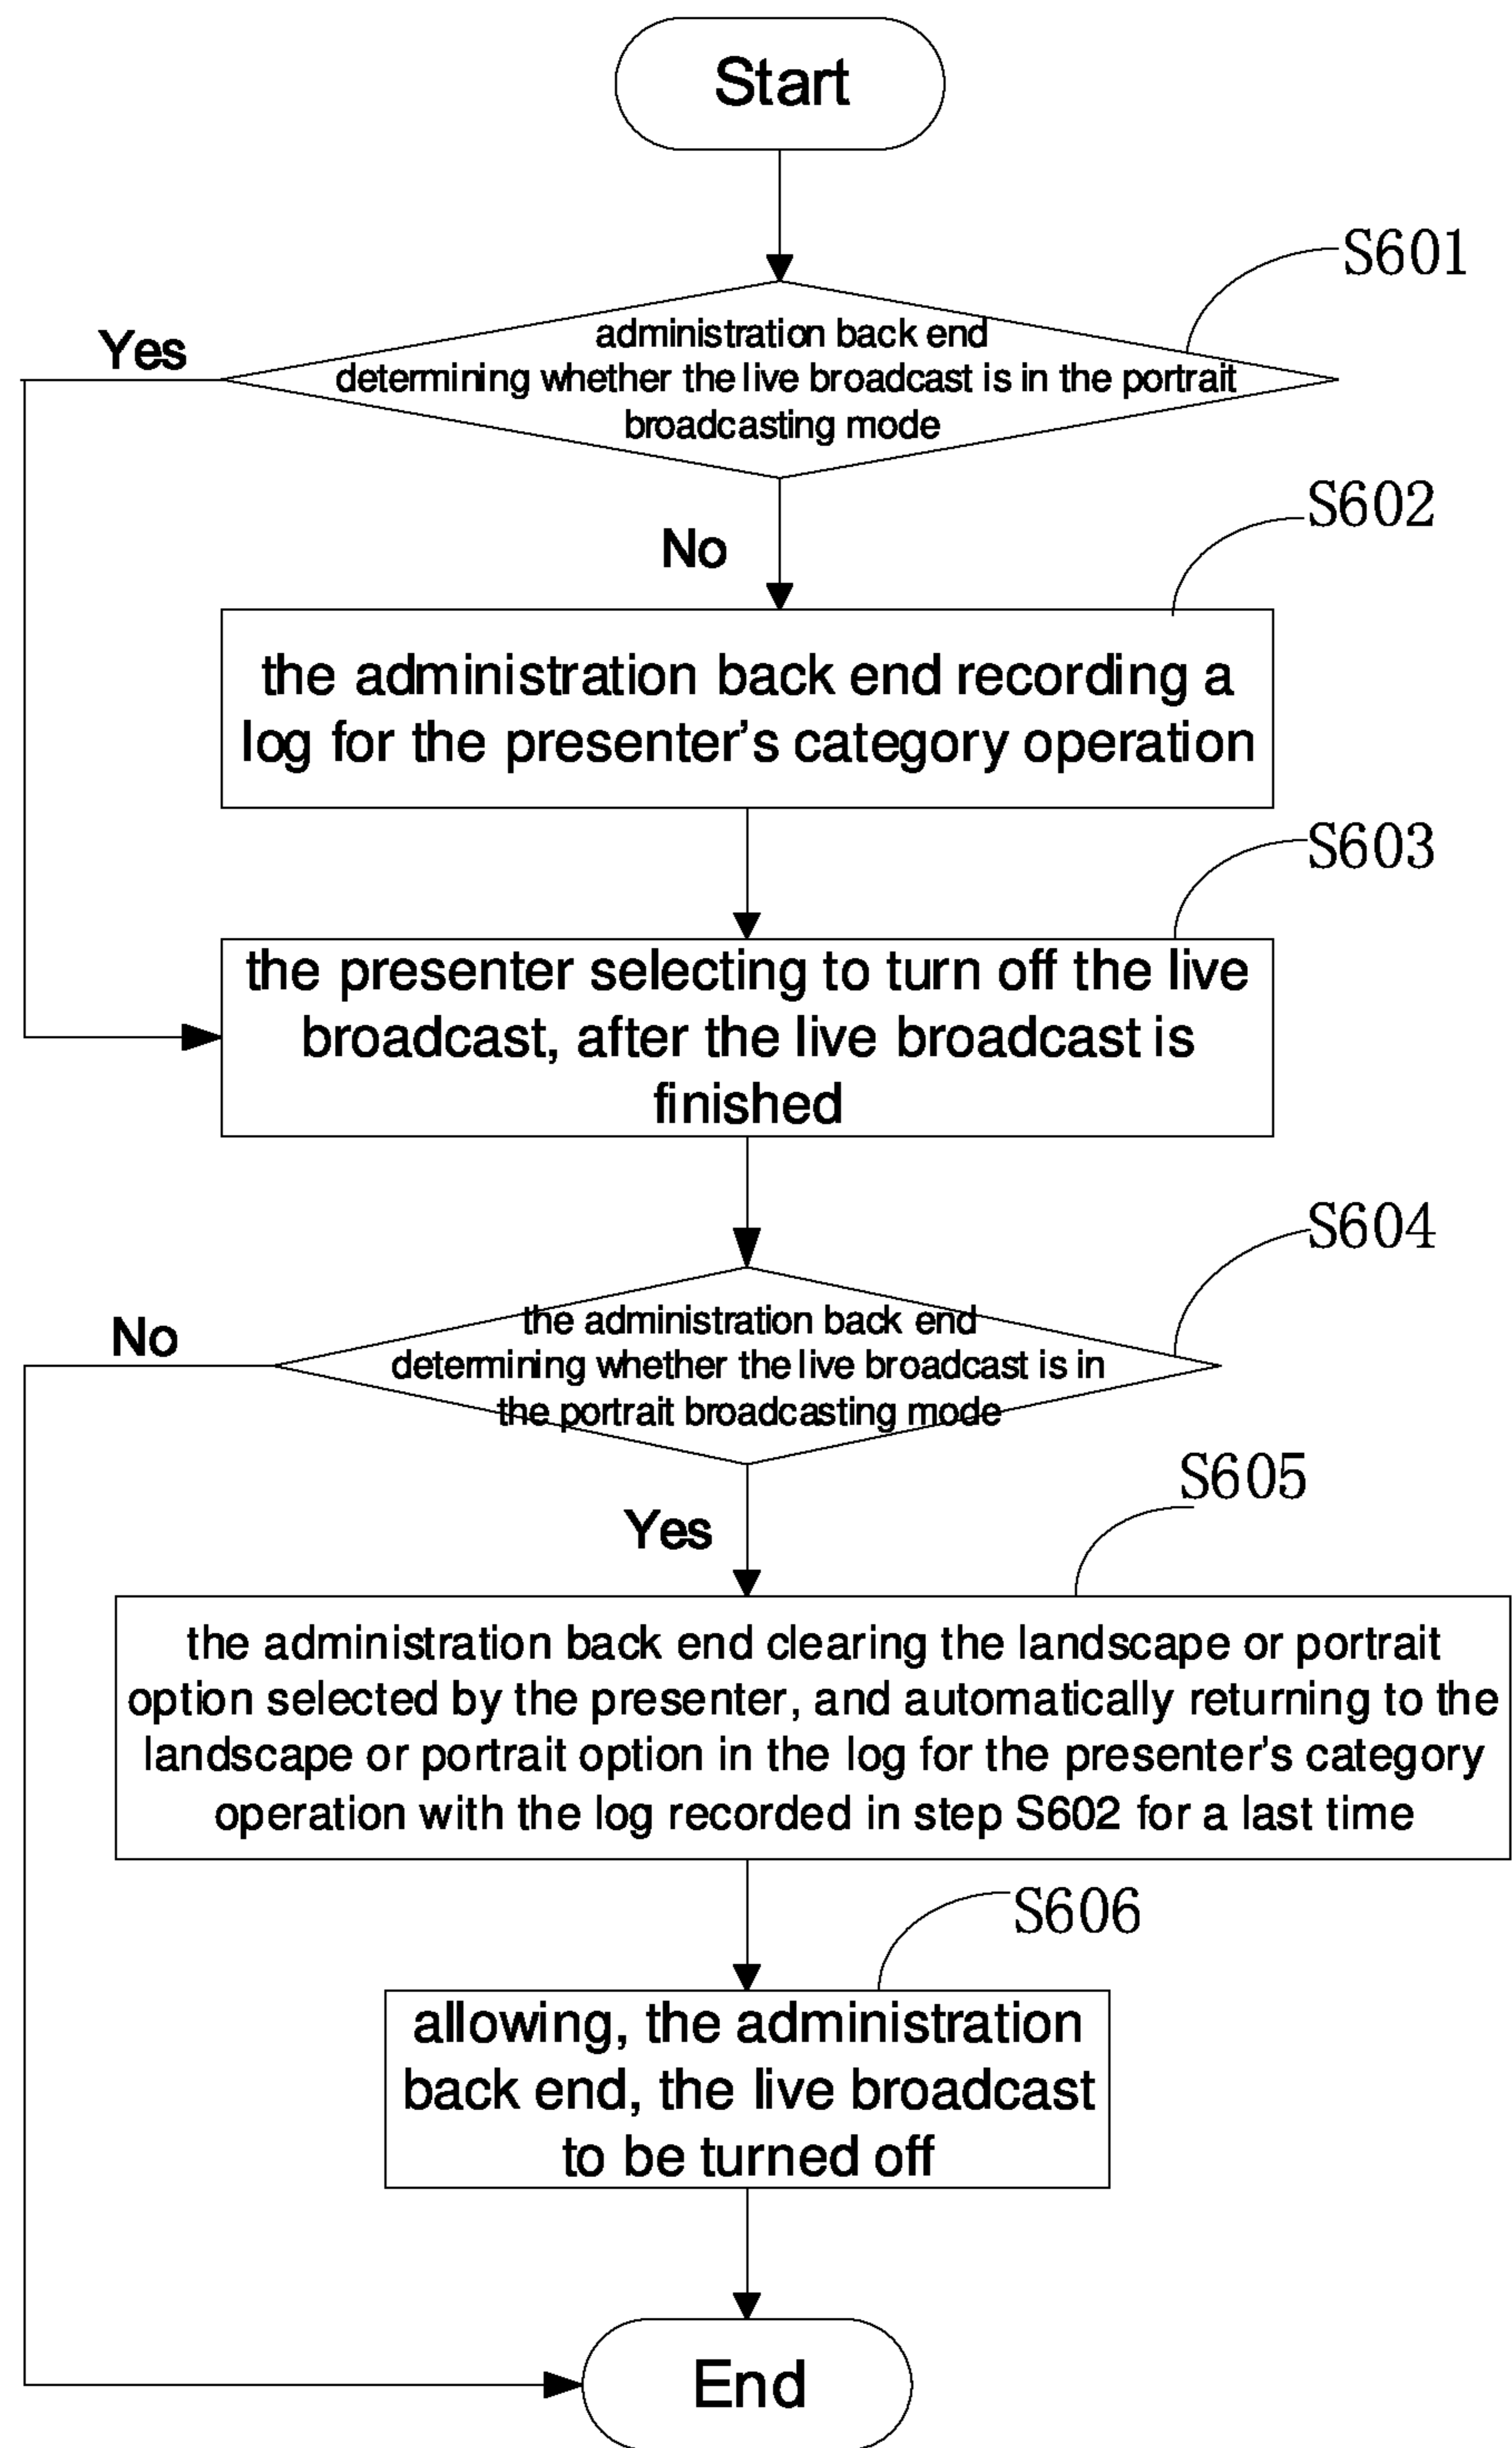 Start
S601
Yes
administration back end
determining whether the live broadcast is in the portrait
broadcasting mode
S602
No
the administration back end recording a
log for the presenter’s category operation
S603
the presenter selecting to turn off the live
broadcast, after the live broadcast is
finished
S604
No
the administration back end
determining whether the live broadcast is in
the portrait broadcasting mode
S605
Yes
the administration back end clearing the landscape or portrait
option selected by the presenter, and automatically returning to the
landscape or portrait option in the log for the presenter’s category
operation with the log recorded in step S602 for a last time
S606
allowing, the administration
back end, the live broadcast
to be turned off
End